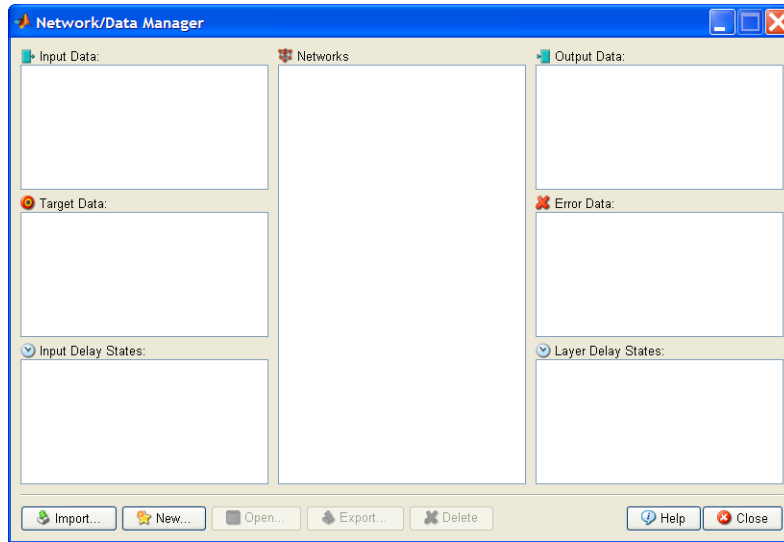 Network/Data Manager
Input Data:
Networks
Output Data:
Target Data:
Error Data:
Input Delay States:
Layer Delay States:
Import...
New...
Open...
Export...
Delete
Help
Close